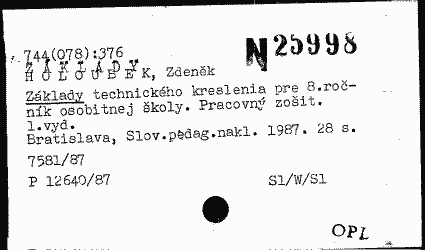 744(078):376
N 25998
ZÁKLADY
HOLOUBEK, Zdeněk
Základy technického kreslenia pre 8.roč-
ník osobitnej školy. Pracovný zošit.
1.vyd.
Bratislava, Slov.pedag.nakl. 1987. 28 s.
7581/87
P 12640/87 Sl/W/Sl
OPL